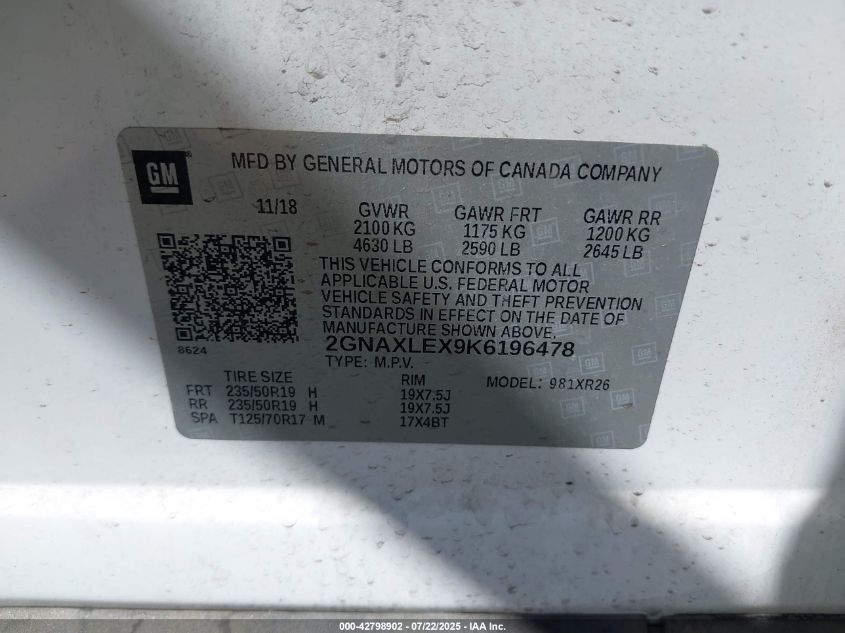 GM
MFD BY GENERAL MOTORS OF CANADA COMPANY
11/18 GVWR GAWR FRT GAWR RR
2100 KG 1175 KG 1200 KG
4630 LB 2590 LB 2645 LB
THIS VEHICLE CONFORMS TO ALL
APPLICABLE U.S. FEDERAL MOTOR
VEHICLE SAFETY AND THEFT PREVENTION
STANDARDS IN EFFECT ON THE DATE OF
MANUFACTURE SHOWN ABOVE.
8624
2GNAXLEX9K6196478
TYPE: M.P.V.
TIRE SIZE RIM MODEL: 981XR26
FRT 235/50R19 H 19X7.5J
RR 235/50R19 H 19X7.5J
SPA T125/70R17 M 17X4BT
000-42798902 - 07/22/2025 - IAA Inc.